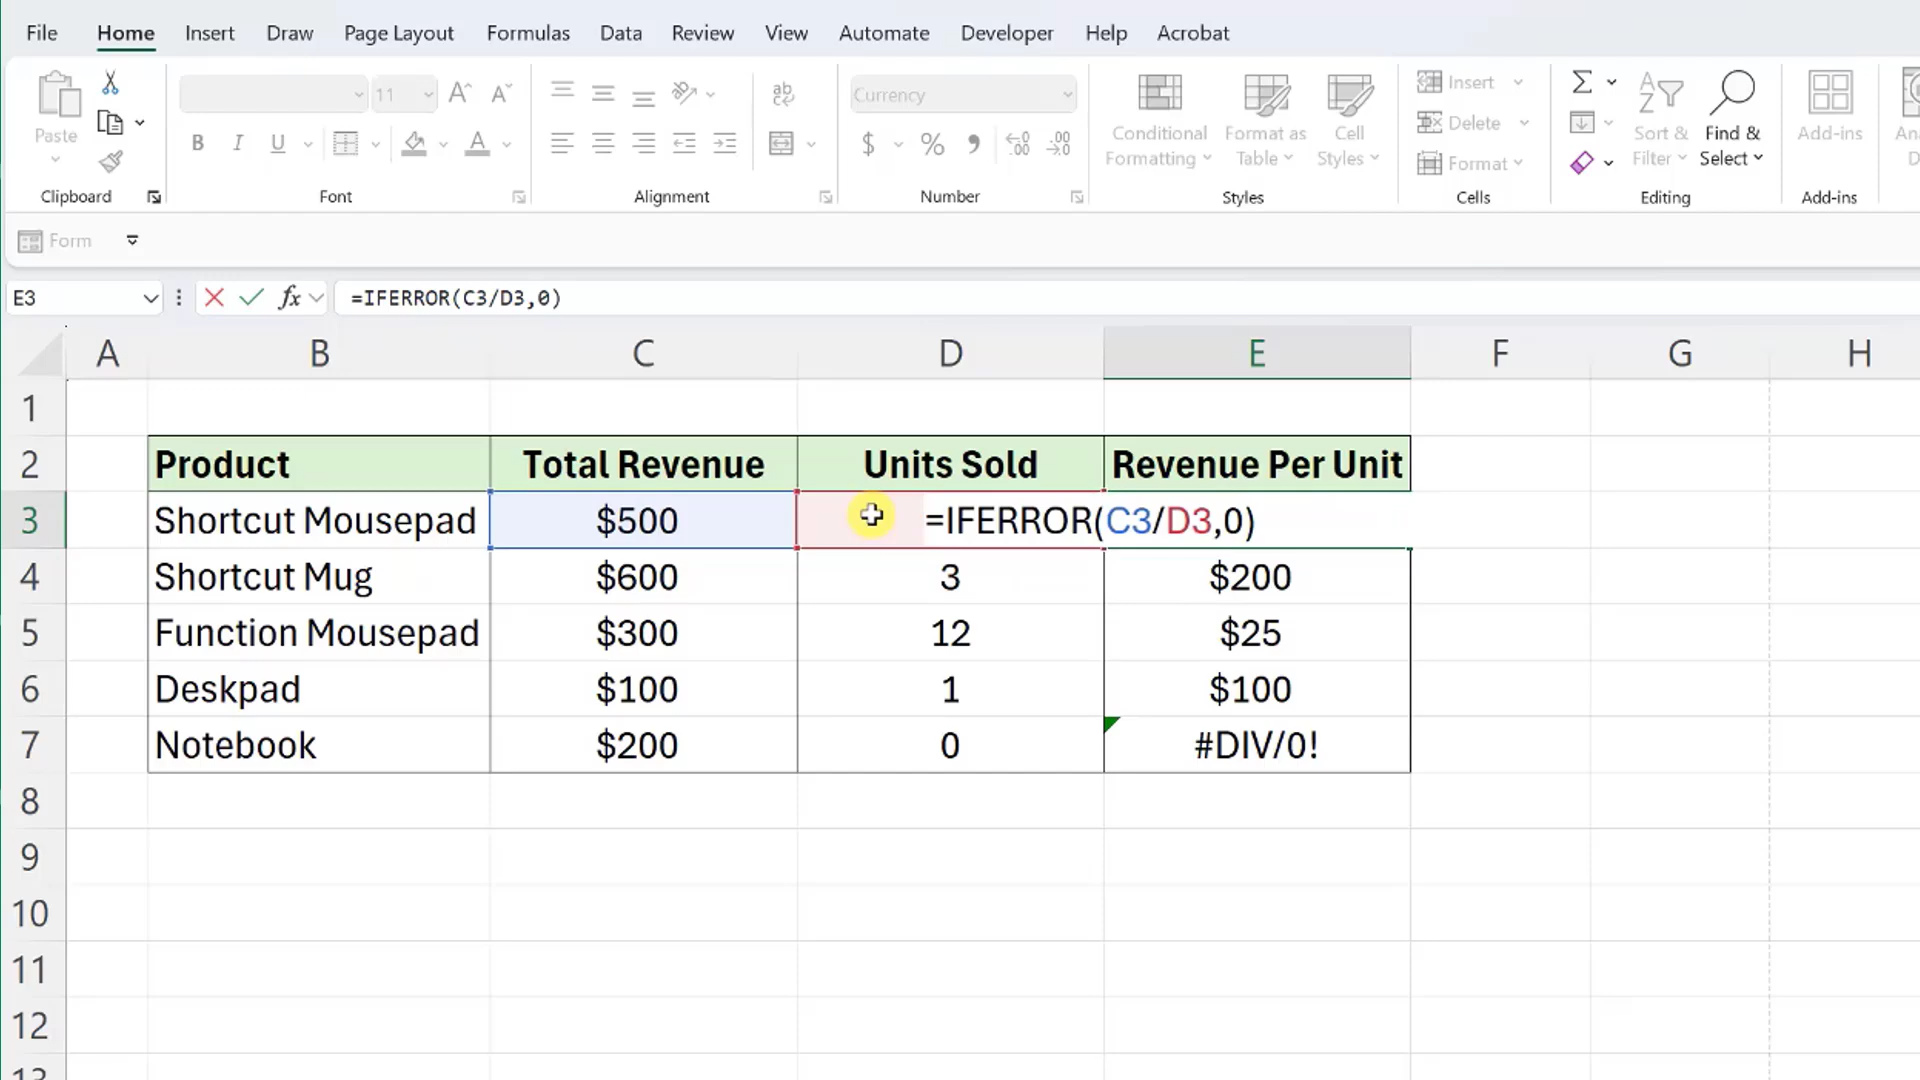 File Home Insert Draw Page Layout Formulas Data Review View Automate Developer Help Acrobat
Paste
Clipboard
11
B I U
Font
ab
Alignment
Currency
$ % 9 .00 .00
Number
Conditional Formatting
Format as Table
Cell Styles
Styles
Insert
Delete
Format
Cells
Sort & Filter
Find & Select
Editing
Add-ins
Add-ins
Form
E3 fx =IFERROR(C3/D3,0)
A B C D E F G H
1
2 Product Total Revenue Units Sold Revenue Per Unit
3 Shortcut Mousepad $500 =IFERROR(C3/D3,0)
4 Shortcut Mug $600 3 $200
5 Function Mousepad $300 12 $25
6 Deskpad $100 1 $100
7 Notebook $200 0 #DIV/0!
8
9
10
11
12
13